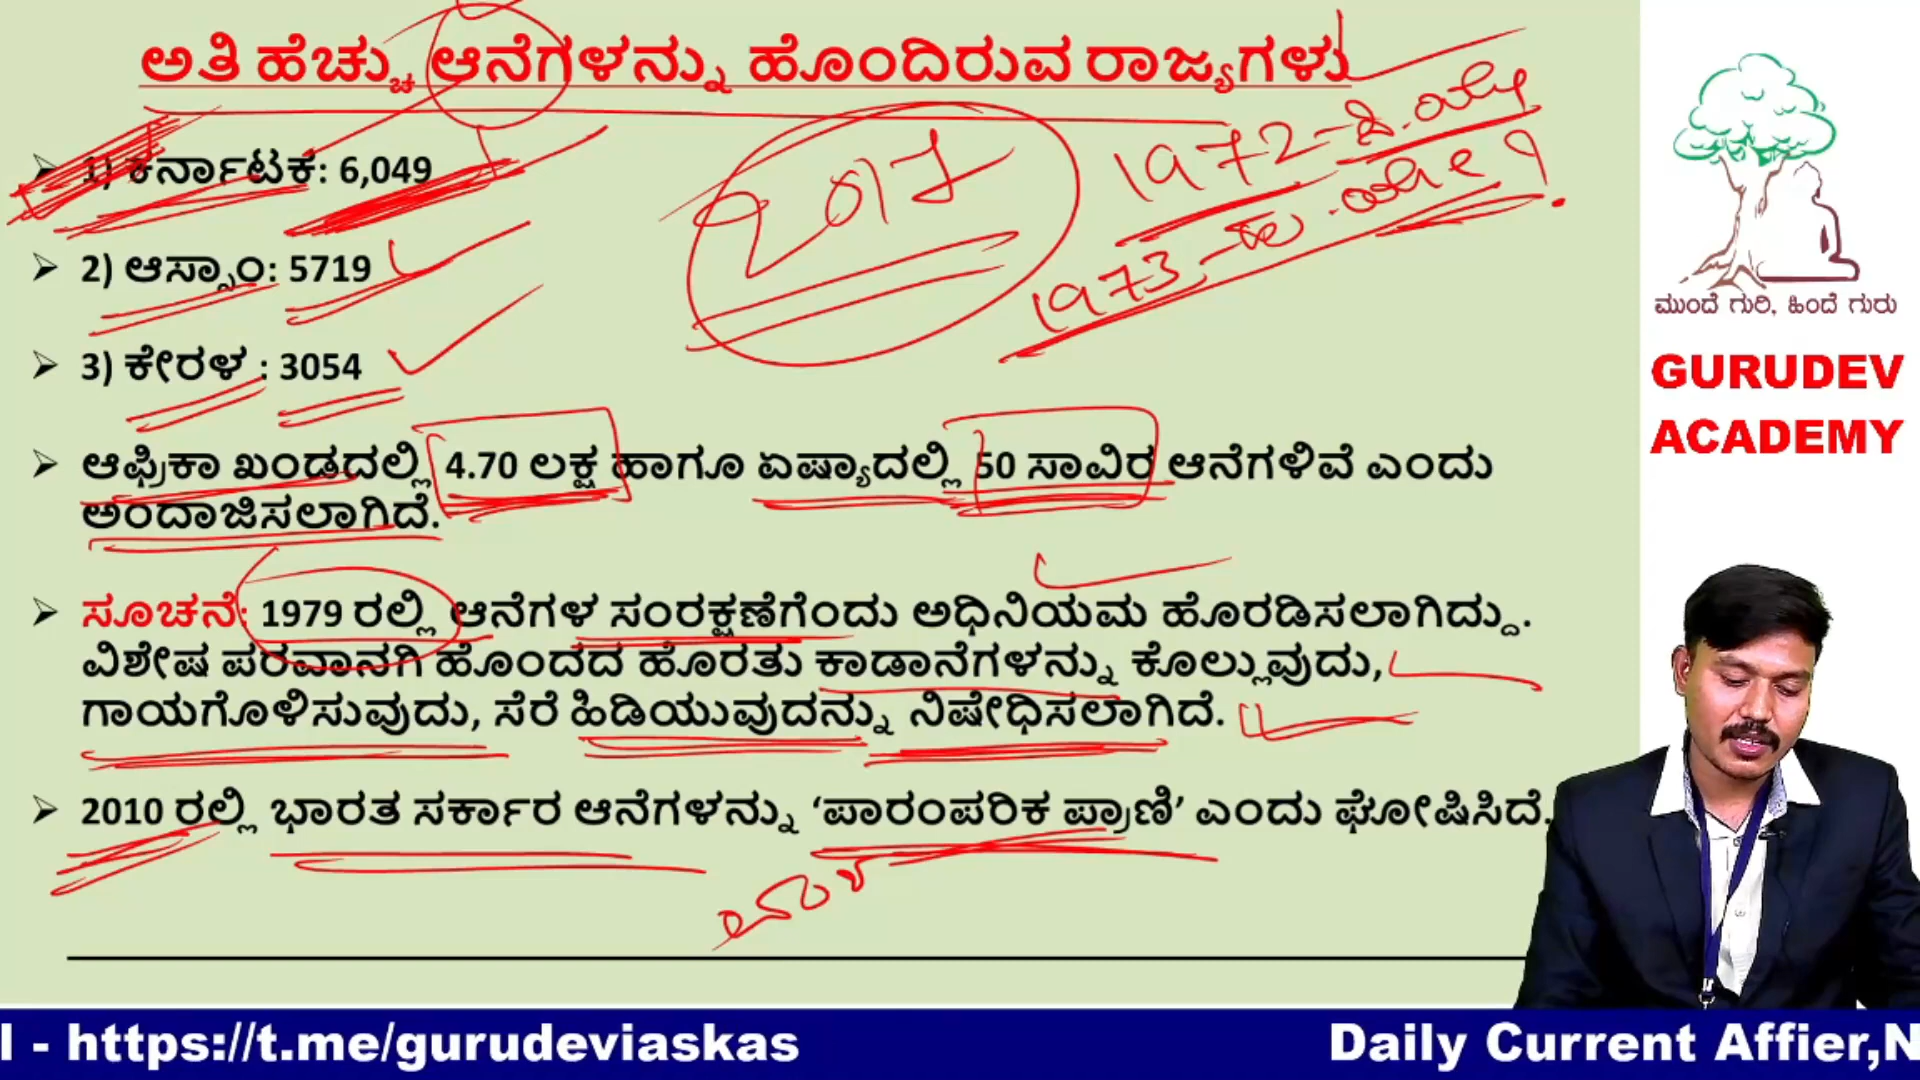 ಅತಿ ಹೆಚ್ಚು ಆನೆಗಳನ್ನು ಹೊಂದಿರುವ ರಾಜ್ಯಗಳು
1) ಕರ್ನಾಟಕ: 6,049
2) ಆಸ್ಸಾಂ: 5719
3) ಕೇರಳ : 3054
ಆಫ್ರಿಕಾ ಖಂಡದಲ್ಲಿ 4.70 ಲಕ್ಷ ಹಾಗೂ ಏಷ್ಯಾದಲ್ಲಿ 50 ಸಾವಿರ ಆನೆಗಳಿವೆ ಎಂದು
ಅಂದಾಜಿಸಲಾಗಿದೆ.
ಸೂಚನೆ: 1979 ರಲ್ಲಿ ಆನೆಗಳ ಸಂರಕ್ಷಣೆಗೆಂದು ಅಧಿನಿಯಮ ಹೊರಡಿಸಲಾಗಿದ್ದು.
ವಿಶೇಷ ಪರವಾನಗಿ ಹೊಂದದ ಹೊರತು ಕಾಡಾನೆಗಳನ್ನು ಕೊಲ್ಲುವುದು,
ಗಾಯಗೊಳಿಸುವುದು, ಸೆರೆ ಹಿಡಿಯುವುದನ್ನು ನಿಷೇಧಿಸಲಾಗಿದೆ.
2010 ರಲ್ಲಿ ಭಾರತ ಸರ್ಕಾರ ಆನೆಗಳನ್ನು ‘ಪಾರಂಪರಿಕ ಪ್ರಾಣಿ’ ಎಂದು ಘೋಷಿಸಿದೆ.
2017
1972
1973
ಮುಂದೆ ಗುರಿ, ಹಿಂದೆ ಗುರು
GURUDEV
ACADEMY
l - https://t.me/gurudeviaskas
Daily Current Affier,N